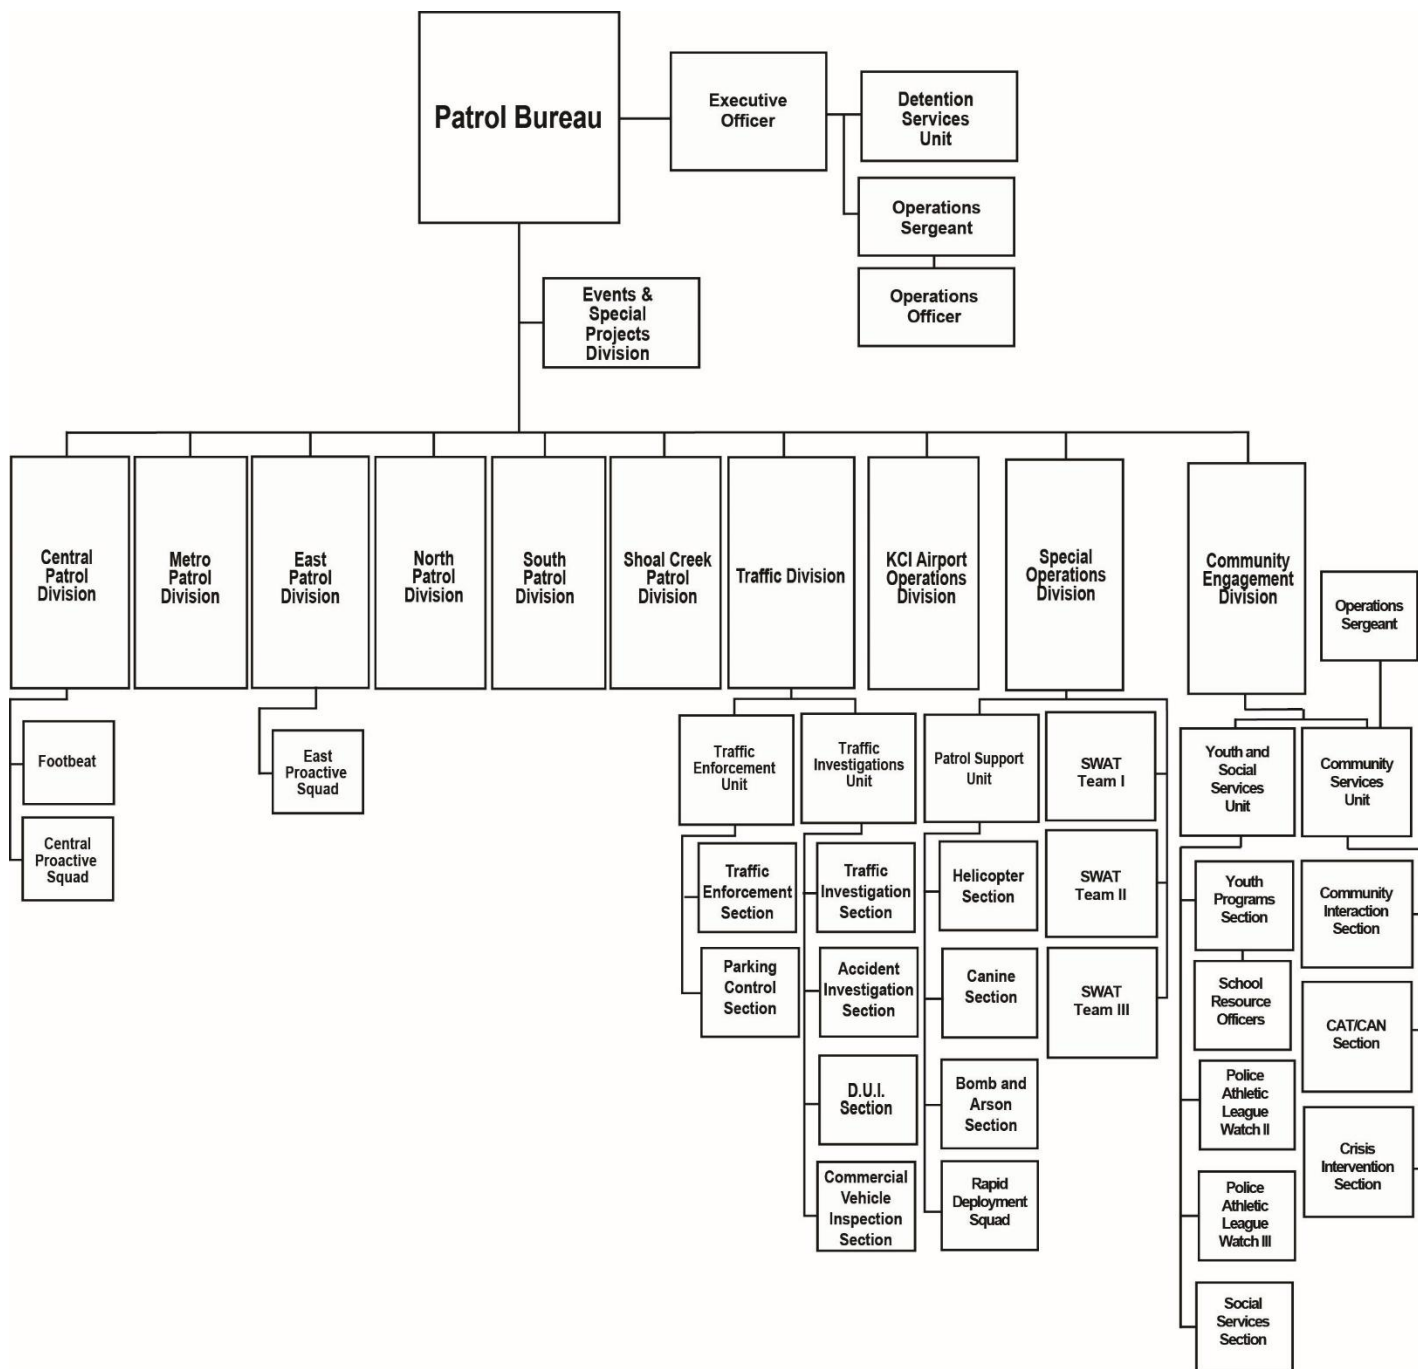 Patrol Bureau
Executive
Officer
Detention
Services
Unit
Operations
Sergeant
Operations
Officer
Events &
Special
Projects
Division
Central
Patrol
Division
Metro
Patrol
Division
East
Patrol
Division
North
Patrol
Division
South
Patrol
Division
Shoal Creek
Patrol
Division
Traffic Division
KCI Airport
Operations
Division
Special
Operations
Division
Community
Engagement
Division
Operations
Sergeant
Footbeat
Central
Proactive
Squad
East
Proactive
Squad
Traffic
Enforcement
Unit
Traffic
Enforcement
Section
Parking
Control
Section
Traffic
Investigations
Unit
Traffic
Investigation
Section
Accident
Investigation
Section
D.U.I.
Section
Commercial
Vehicle
Inspection
Section
Patrol Support
Unit
Helicopter
Section
Canine
Section
Bomb and
Arson
Section
Rapid
Deployment
Squad
SWAT
Team I
SWAT
Team II
SWAT
Team III
Youth and
Social
Services
Unit
Youth
Programs
Section
School
Resource
Officers
Police
Athletic
League
Watch II
Police
Athletic
League
Watch III
Social
Services
Section
Community
Services
Unit
Community
Interaction
Section
CAT/CAN
Section
Crisis
Intervention
Section